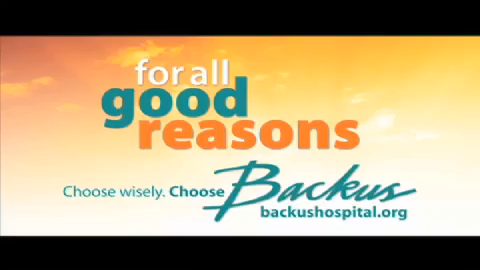 for all
good
reasons
Choose wisely. Choose Backus
backushospital.org